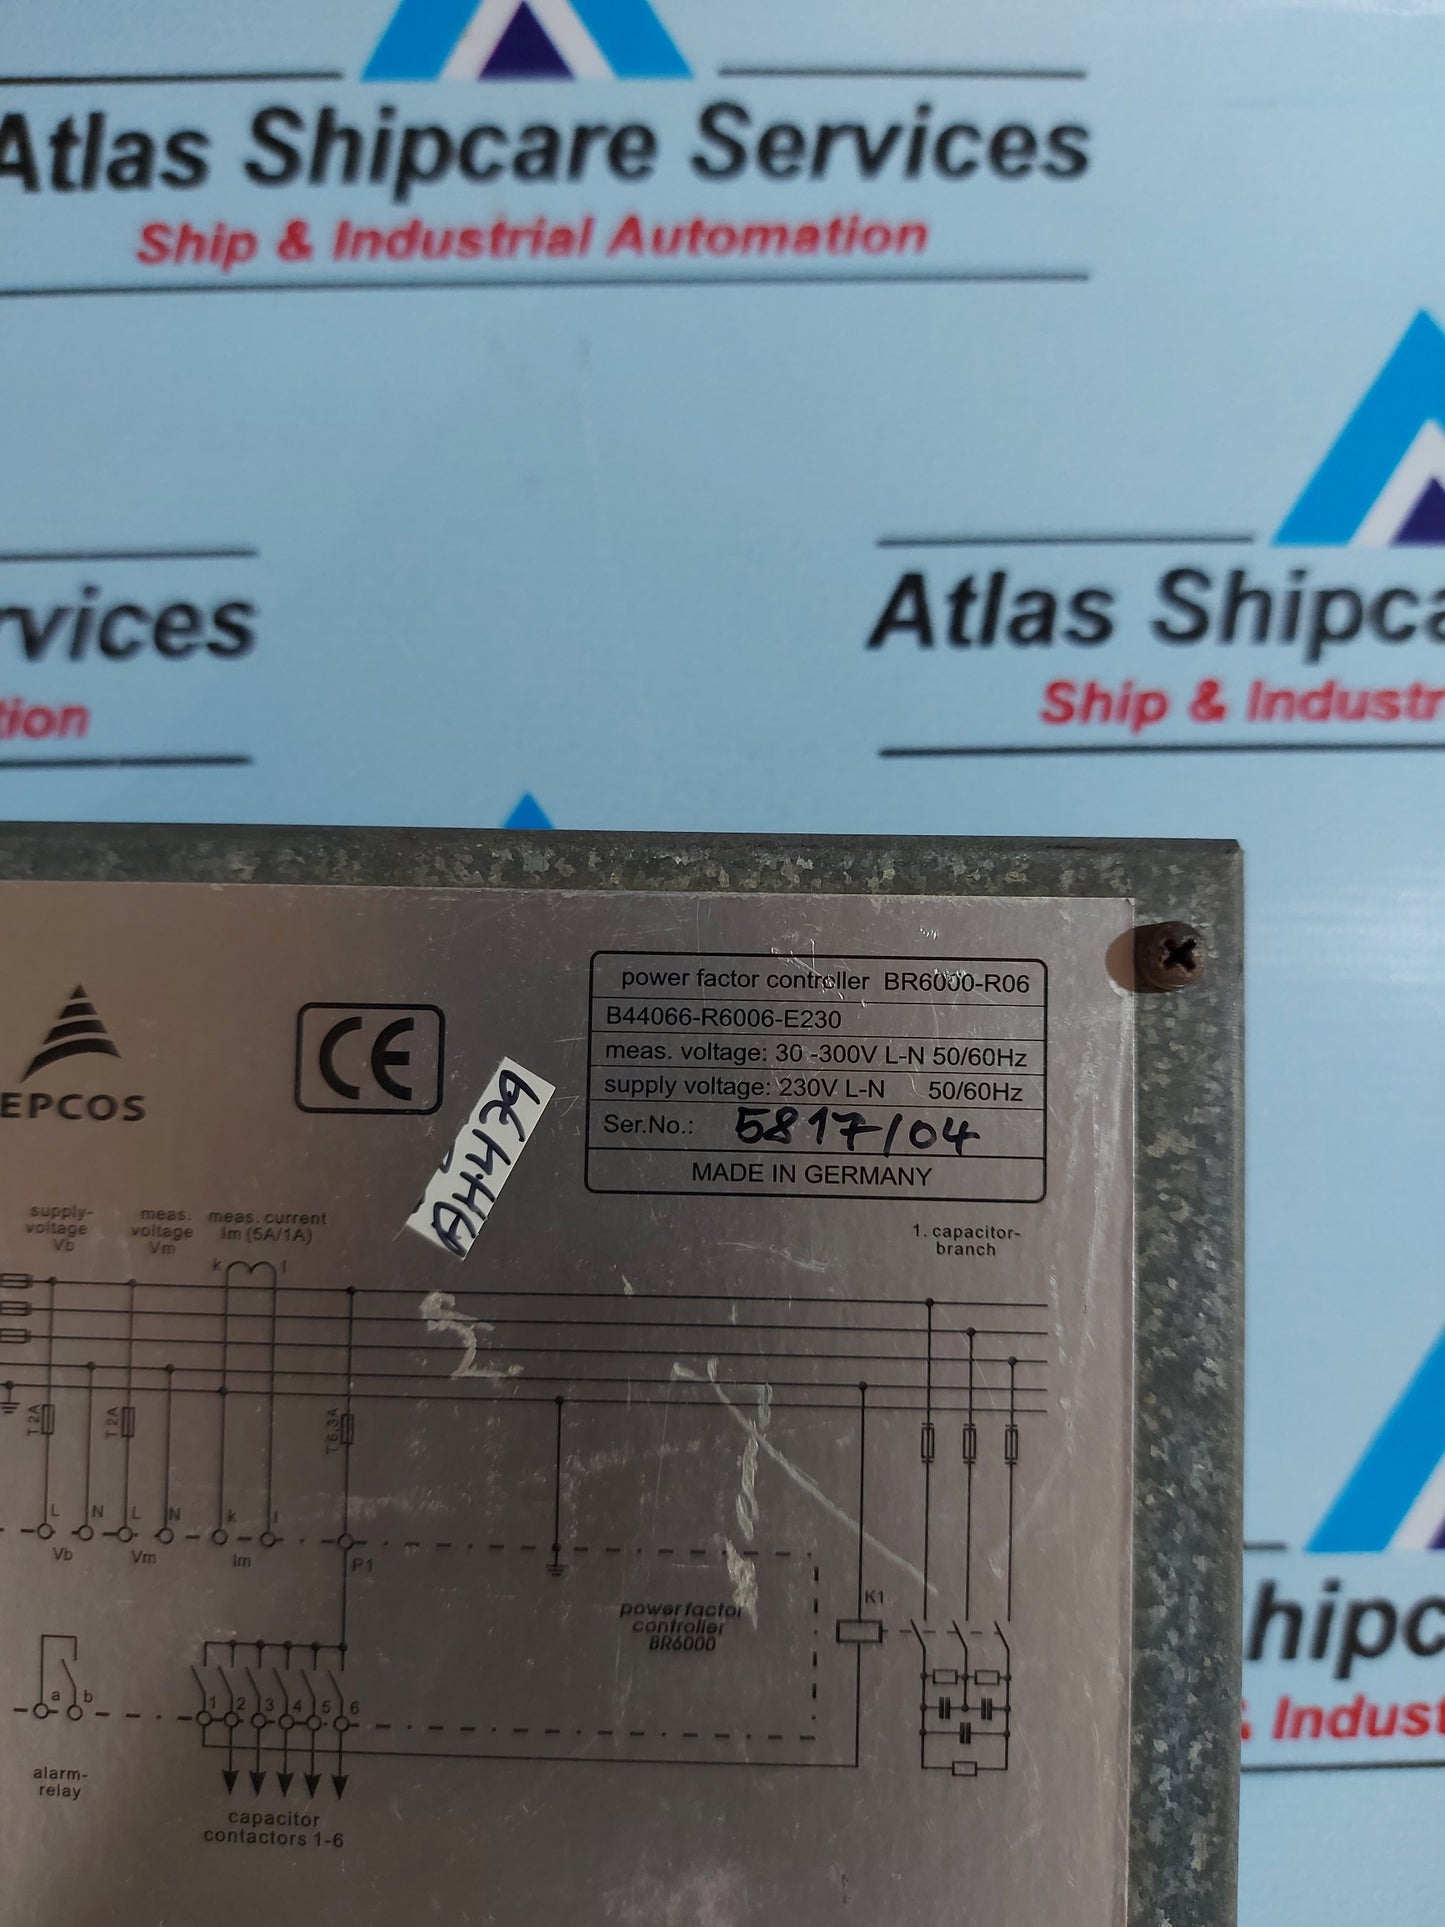 Atlas Shipcare Services
Ship & Industrial Automation
rvices
tion
Atlas Shipca
Ship & Industr
power factor controller BR6000-R06
B44066-R6006-E230
meas. voltage: 30 -300V L-N 50/60Hz
supply voltage: 230V L-N 50/60Hz
Ser.No.: 5817/04
MADE IN GERMANY
EPCOS
CE
AH.4739
supply-
voltage
Vb
meas.
voltage
Vm
meas. current
Im (5A/1A)
k l
1. capacitor-
branch
T2A
T2A
T6,3A
L N L N k l
Vb Vm Im P1
power factor
controller
BR6000
K1
a b
1 2 3 4 5 6
alarm-
relay
capacitor
contactors 1-6
hipc
& Indust